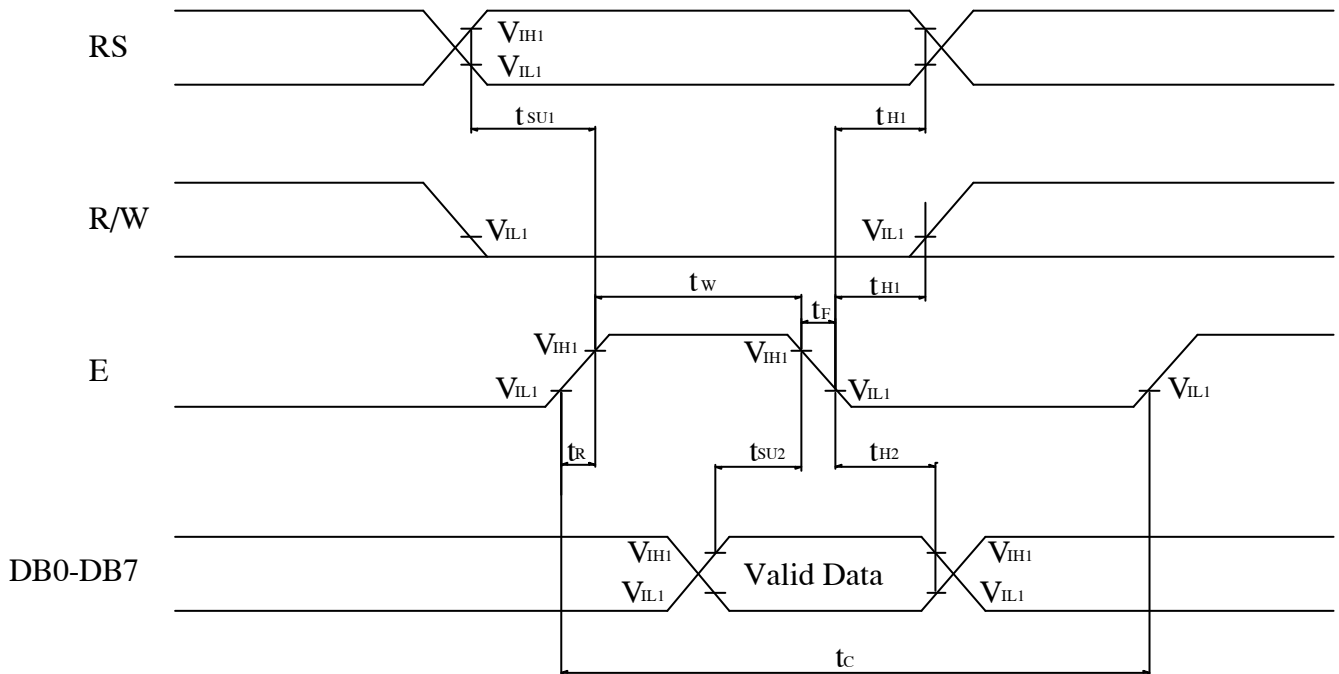 RS
VIH1
VIL1
tSU1
tH1
R/W
VIL1
VIL1
tW
tF
tH1
E
VIH1
VIH1
VIL1
VIL1
VIL1
tR
tSU2
tH2
DB0-DB7
VIH1
VIL1
Valid Data
VIH1
VIL1
tC